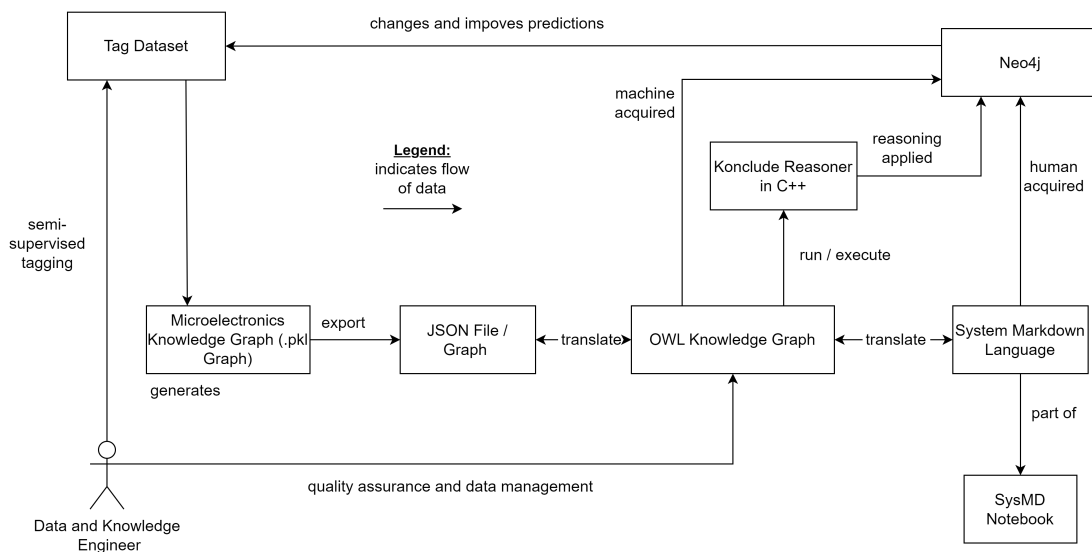 changes and impoves predictions
Tag Dataset
Neo4j
machine
acquired
Legend:
indicates flow
of data
Konclude Reasoner
in C++
reasoning
applied
human
acquired
semi-
supervised
tagging
run / execute
Microelectronics
Knowledge Graph (.pkl
Graph)
export
JSON File /
Graph
translate
OWL Knowledge Graph
translate
System Markdown
Language
generates
part of
quality assurance and data management
SysMD
Notebook
Data and Knowledge
Engineer